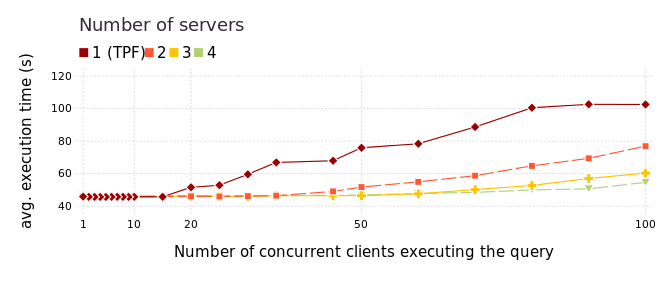 Number of servers
1 (TPF) 2 3 4
avg. execution time (s)
120
100
80
60
40
1 10 20 50 100
Number of concurrent clients executing the query